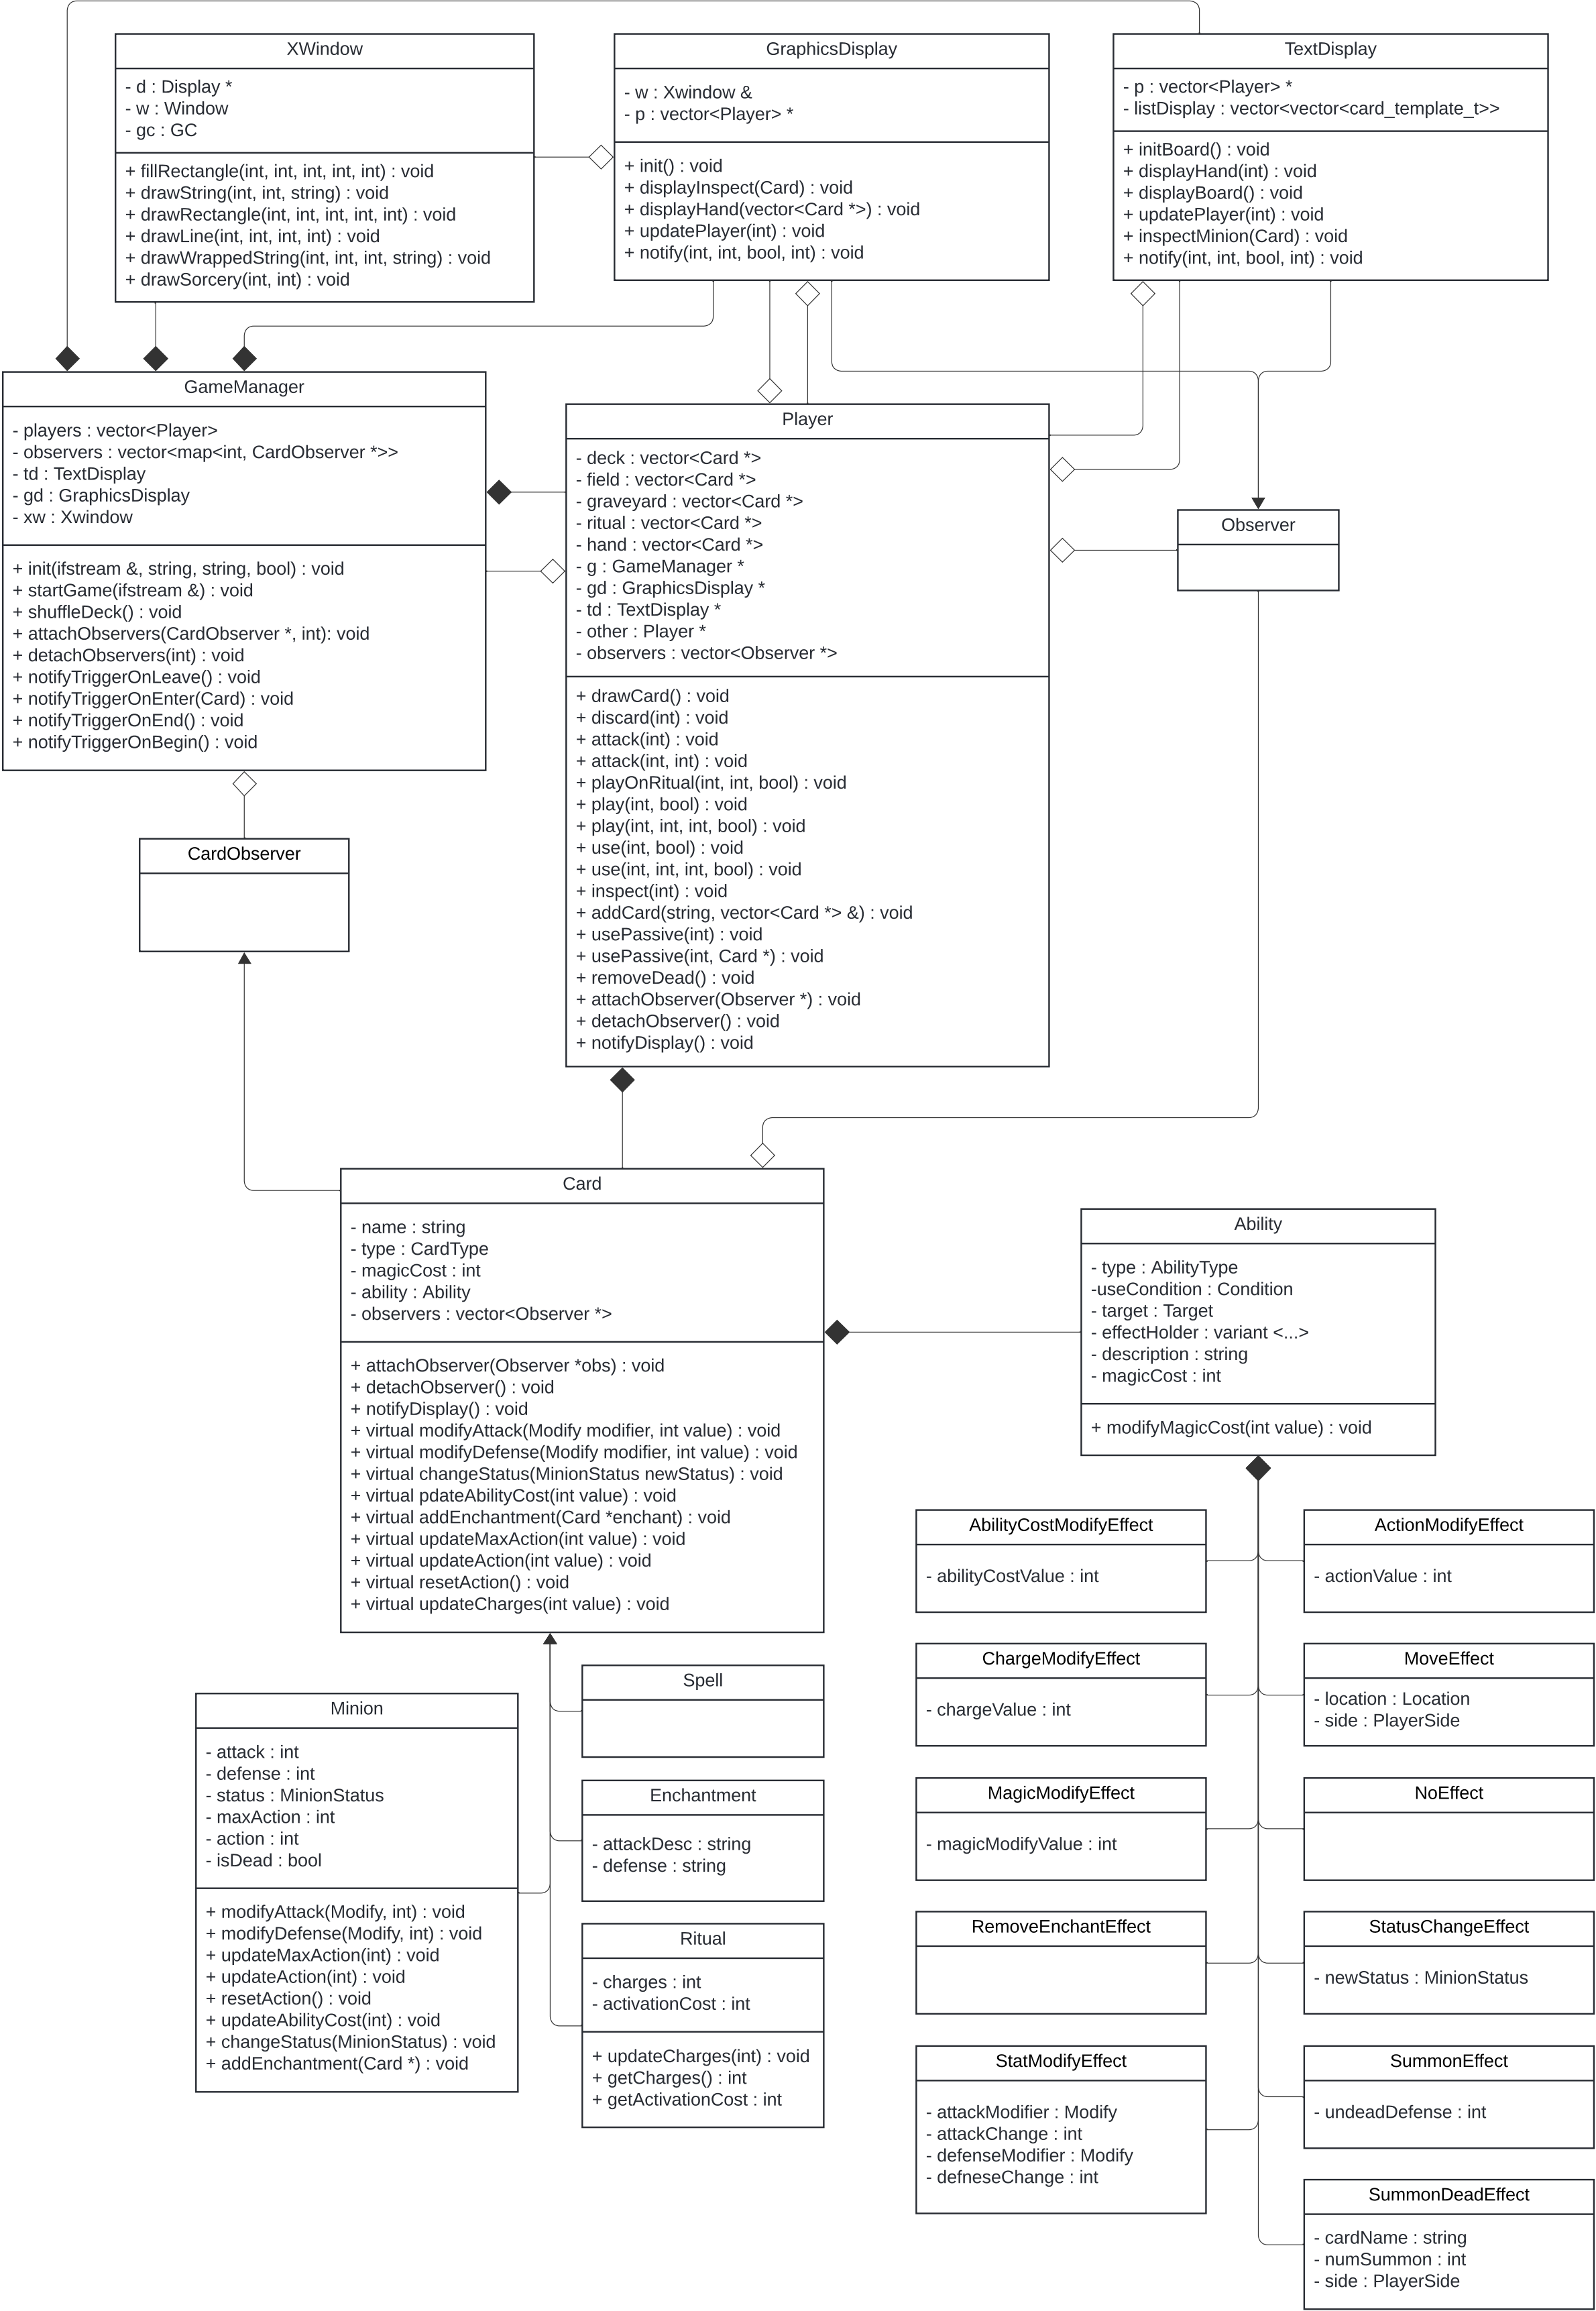 XWindow
- d : Display *
- w : Window
- gc : GC
+ fillRectangle(int, int, int, int, int) : void
+ drawString(int, int, string) : void
+ drawRectangle(int, int, int, int, int) : void
+ drawLine(int, int, int, int) : void
+ drawWrappedString(int, int, int, string) : void
+ drawSorcery(int, int) : void
GraphicsDisplay
- w : Xwindow &
- p : vector<Player> *
+ init() : void
+ displayInspect(Card) : void
+ displayHand(vector<Card *>) : void
+ updatePlayer(int) : void
+ notify(int, int, bool, int) : void
TextDisplay
- p : vector<Player> *
- listDisplay : vector<vector<card_template_t>>
+ initBoard() : void
+ displayHand(int) : void
+ displayBoard() : void
+ updatePlayer(int) : void
+ inspectMinion(Card) : void
+ notify(int, int, bool, int) : void
GameManager
- players : vector<Player>
- observers : vector<map<int, CardObserver *>>
- td : TextDisplay
- gd : GraphicsDisplay
- xw : Xwindow
+ init(ifstream &, string, string, bool) : void
+ startGame(ifstream &) : void
+ shuffleDeck() : void
+ attachObservers(CardObserver *, int): void
+ detachObservers(int) : void
+ notifyTriggerOnLeave() : void
+ notifyTriggerOnEnter(Card) : void
+ notifyTriggerOnEnd() : void
+ notifyTriggerOnBegin() : void
Player
- deck : vector<Card *>
- field : vector<Card *>
- graveyard : vector<Card *>
- ritual : vector<Card *>
- hand : vector<Card *>
- g : GameManager *
- gd : GraphicsDisplay *
- td : TextDisplay *
- other : Player *
- observers : vector<Observer *>
+ drawCard() : void
+ discard(int) : void
+ attack(int) : void
+ attack(int, int) : void
+ playOnRitual(int, int, bool) : void
+ play(int, bool) : void
+ play(int, int, int, bool) : void
+ use(int, bool) : void
+ use(int, int, int, bool) : void
+ inspect(int) : void
+ addCard(string, vector<Card *> &) : void
+ usePassive(int) : void
+ usePassive(int, Card *) : void
+ removeDead() : void
+ attachObserver(Observer *) : void
+ detachObserver() : void
+ notifyDisplay() : void
Observer
CardObserver
Card
- name : string
- type : CardType
- magicCost : int
- ability : Ability
- observers : vector<Observer *>
+ attachObserver(Observer *obs) : void
+ detachObserver() : void
+ notifyDisplay() : void
+ virtual modifyAttack(Modify modifier, int value) : void
+ virtual modifyDefense(Modify modifier, int value) : void
+ virtual changeStatus(MinionStatus newStatus) : void
+ virtual pdateAbilityCost(int value) : void
+ virtual addEnchantment(Card *enchant) : void
+ virtual updateMaxAction(int value) : void
+ virtual updateAction(int value) : void
+ virtual resetAction() : void
+ virtual updateCharges(int value) : void
Ability
- type : AbilityType
-useCondition : Condition
- target : Target
- effectHolder : variant <...>
- description : string
- magicCost : int
+ modifyMagicCost(int value) : void
AbilityCostModifyEffect
- abilityCostValue : int
ActionModifyEffect
- actionValue : int
ChargeModifyEffect
- chargeValue : int
MoveEffect
- location : Location
- side : PlayerSide
MagicModifyEffect
- magicModifyValue : int
NoEffect
RemoveEnchantEffect
StatusChangeEffect
- newStatus : MinionStatus
StatModifyEffect
- attackModifier : Modify
- attackChange : int
- defenseModifier : Modify
- defneseChange : int
SummonEffect
- undeadDefense : int
SummonDeadEffect
- cardName : string
- numSummon : int
- side : PlayerSide
Minion
- attack : int
- defense : int
- status : MinionStatus
- maxAction : int
- action : int
- isDead : bool
+ modifyAttack(Modify, int) : void
+ modifyDefense(Modify, int) : void
+ updateMaxAction(int) : void
+ updateAction(int) : void
+ resetAction() : void
+ updateAbilityCost(int) : void
+ changeStatus(MinionStatus) : void
+ addEnchantment(Card *) : void
Spell
Enchantment
- attackDesc : string
- defense : string
Ritual
- charges : int
- activationCost : int
+ updateCharges(int) : void
+ getCharges() : int
+ getActivationCost : int